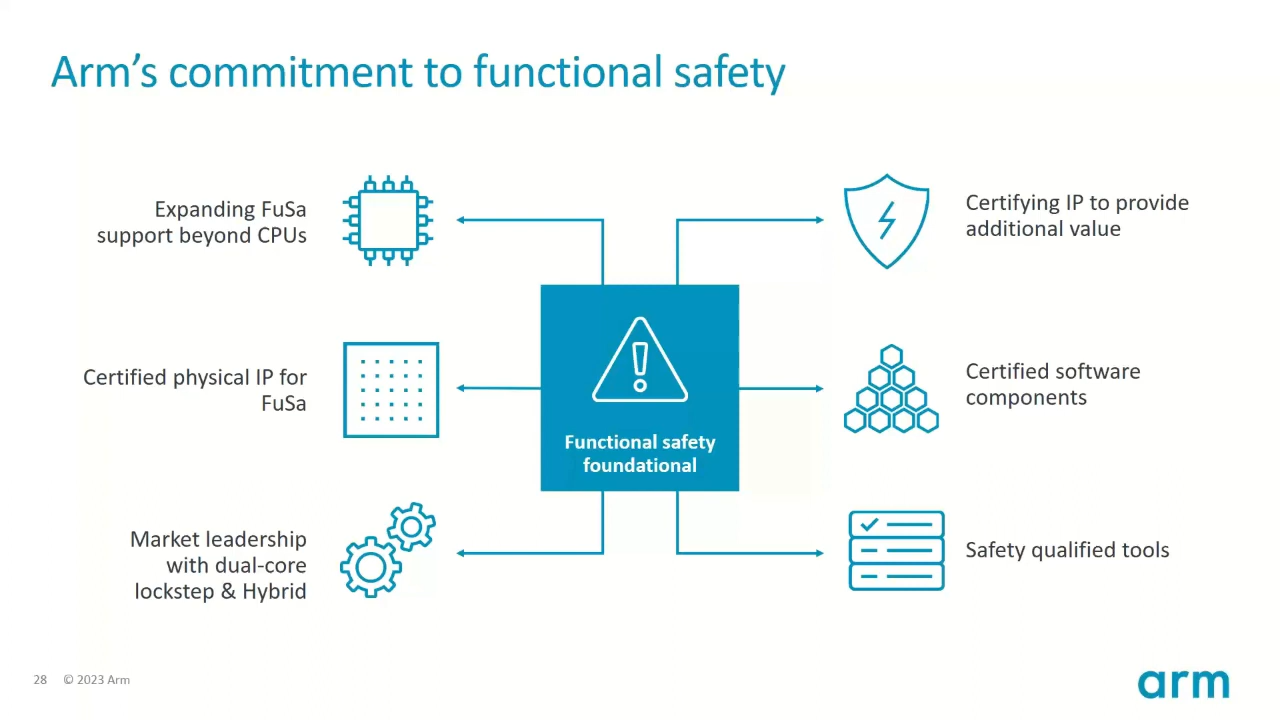 Arm's commitment to functional safety
Expanding FuSa
support beyond CPUs
Certified physical IP for
FuSa
Market leadership
with dual-core
lockstep & Hybrid
Functional safety
foundational
Certifying IP to provide
additional value
Certified software
components
Safety qualified tools
28 © 2023 Arm
arm